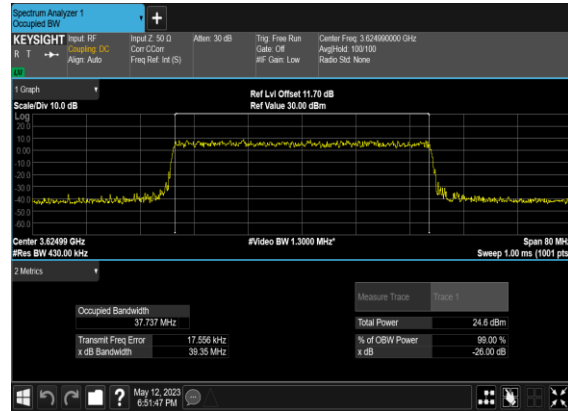 Spectrum Analyzer 1
Occupied BW
KEYSIGHT
R T
LU
Input: RF
Coupling: DC
Align: Auto
Input Z: 50 Ω
Corr CCorr
Freq Ref: Int (S)
Atten: 30 dB
Trig: Free Run
Gate: Off
#IF Gain: Low
Center Freq: 3.624990000 GHz
Avg|Hold: 100/100
Radio Std: None
1 Graph
Scale/Div 10.0 dB
Ref Lvl Offset 11.70 dB
Ref Value 30.00 dBm
Log
20.0
10.0
0.00
-10.0
-20.0
-30.0
-40.0
-50.0
-60.0
Center 3.62499 GHz
#Res BW 430.00 kHz
#Video BW 1.3000 MHz*
Span 80 MHz
Sweep 1.00 ms (1001 pts)
2 Metrics
Measure Trace Trace 1
Occupied Bandwidth
37.737 MHz
Total Power 24.6 dBm
Transmit Freq Error 17.556 kHz
% of OBW Power 99.00 %
x dB Bandwidth 39.35 MHz
x dB -26.00 dB
May 12, 2023
6:51:47 PM